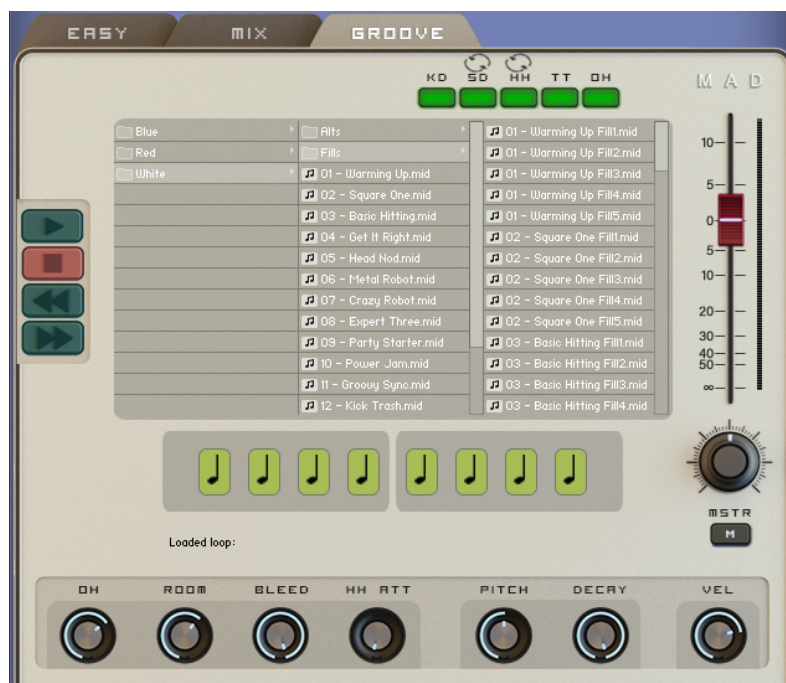 EASY MIX GROOVE
KD SD HH TT OH
M A D
Blue
Red
White
Alts
Fills
01 - Warming Up.mid
02 - Square One.mid
03 - Basic Hitting.mid
04 - Get It Right.mid
05 - Head Nod.mid
06 - Metal Robot.mid
07 - Crazy Robot.mid
08 - Expert Three.mid
09 - Party Starter.mid
10 - Power Jam.mid
11 - Groovy Sync.mid
12 - Kick Trash.mid
01 - Warming Up Fill1.mid
01 - Warming Up Fill2.mid
01 - Warming Up Fill3.mid
01 - Warming Up Fill4.mid
01 - Warming Up Fill5.mid
02 - Square One Fill1.mid
02 - Square One Fill2.mid
02 - Square One Fill3.mid
02 - Square One Fill4.mid
02 - Square One Fill5.mid
03 - Basic Hitting Fill1.mid
03 - Basic Hitting Fill2.mid
03 - Basic Hitting Fill3.mid
03 - Basic Hitting Fill4.mid
10
5
0
5
10
20
30
40
50
∞
MSTR
M
Loaded loop:
OH ROOM BLEED HH ATT PITCH DECAY VEL